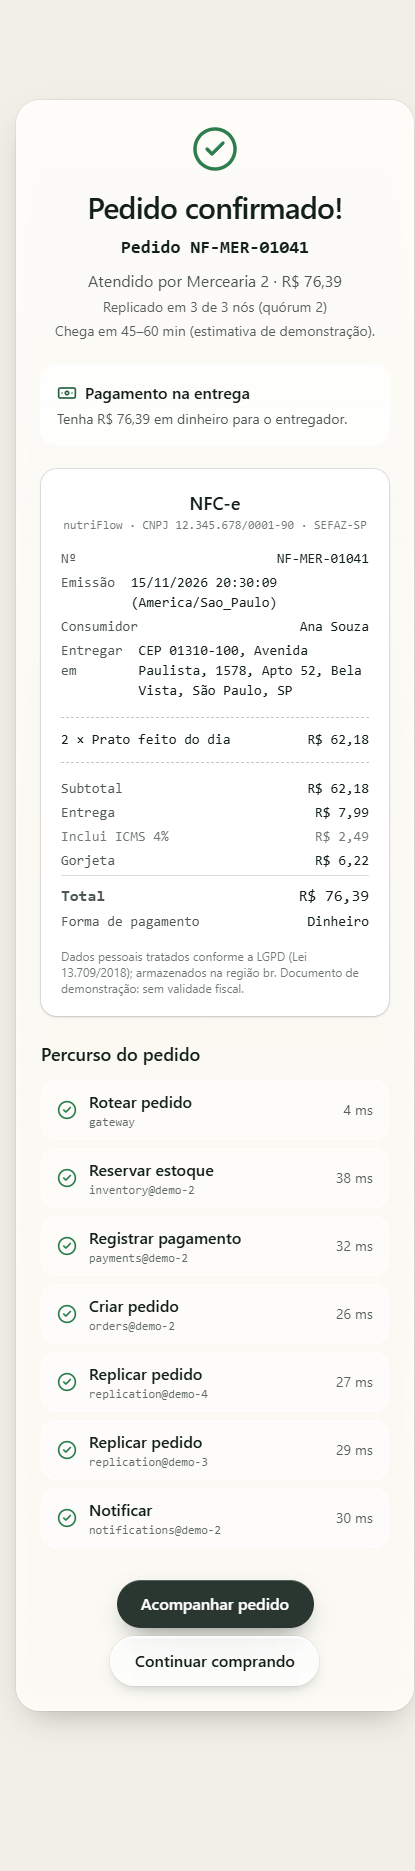 Pedido confirmado!
Pedido NF-MER-01041
Atendido por Mercearia 2 · R$ 76,39
Replicado em 3 de 3 nós (quórum 2)
Chega em 45–60 min (estimativa de demonstração).
Pagamento na entrega
Tenha R$ 76,39 em dinheiro para o entregador.
NFC-e
nutriFlow · CNPJ 12.345.678/0001-90 · SEFAZ-SP
Nº NF-MER-01041
Emissão 15/11/2026 20:30:09
(America/Sao_Paulo)
Consumidor Ana Souza
Entregar CEP 01310-100, Avenida
em Paulista, 1578, Apto 52, Bela
Vista, São Paulo, SP
2 × Prato feito do dia R$ 62,18
Subtotal R$ 62,18
Entrega R$ 7,99
Inclui ICMS 4% R$ 2,49
Gorjeta R$ 6,22
Total R$ 76,39
Forma de pagamento Dinheiro
Dados pessoais tratados conforme a LGPD (Lei
13.709/2018); armazenados na região br. Documento de
demonstração: sem validade fiscal.
Percurso do pedido
Rotear pedido 4 ms
gateway
Reservar estoque 38 ms
inventory@demo-2
Registrar pagamento 32 ms
payments@demo-2
Criar pedido 26 ms
orders@demo-2
Replicar pedido 27 ms
replication@demo-4
Replicar pedido 29 ms
replication@demo-3
Notificar 30 ms
notifications@demo-2
Acompanhar pedido
Continuar comprando